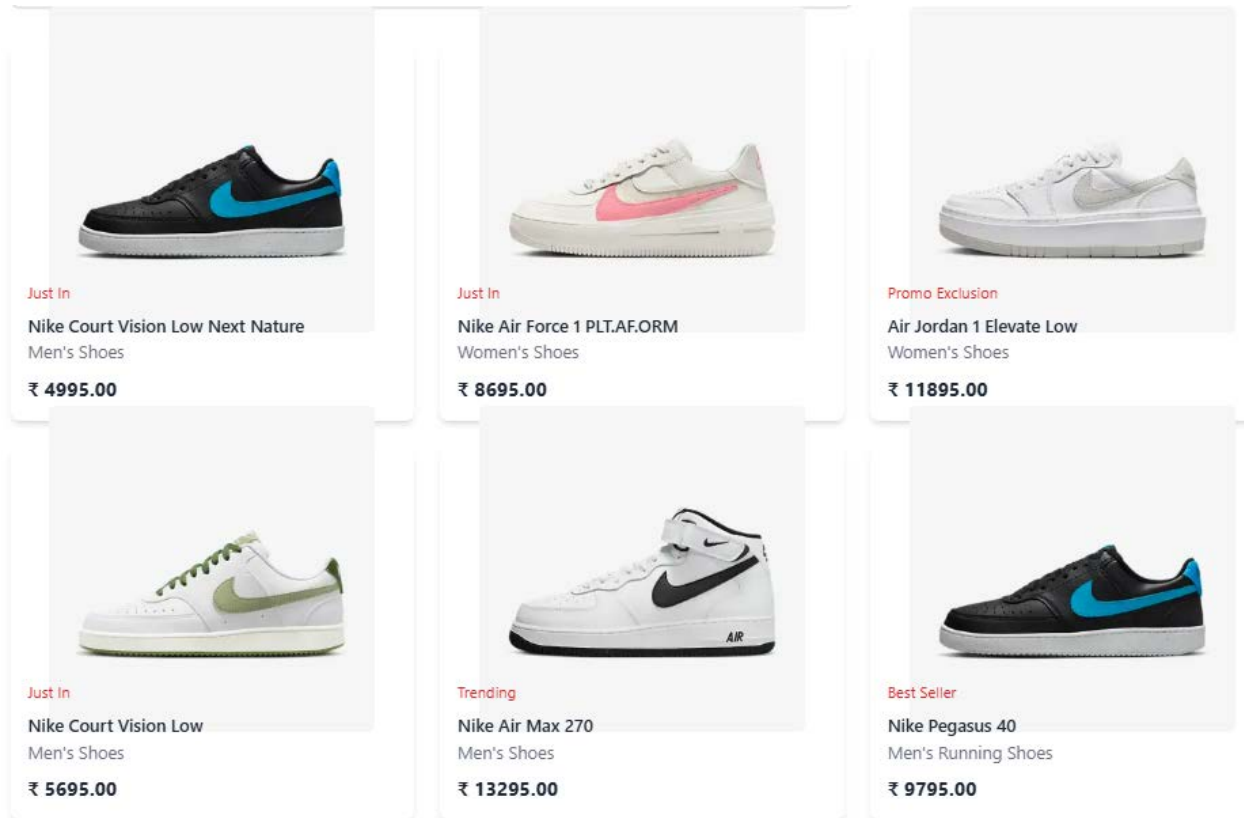 Just In
Nike Court Vision Low Next Nature
Men's Shoes
₹ 4995.00
Just In
Nike Air Force 1 PLT.AF.ORM
Women's Shoes
₹ 8695.00
Promo Exclusion
Air Jordan 1 Elevate Low
Women's Shoes
₹ 11895.00
Just In
Nike Court Vision Low
Men's Shoes
₹ 5695.00
AIR
Trending
Nike Air Max 270
Men's Shoes
₹ 13295.00
Best Seller
Nike Pegasus 40
Men's Running Shoes
₹ 9795.00